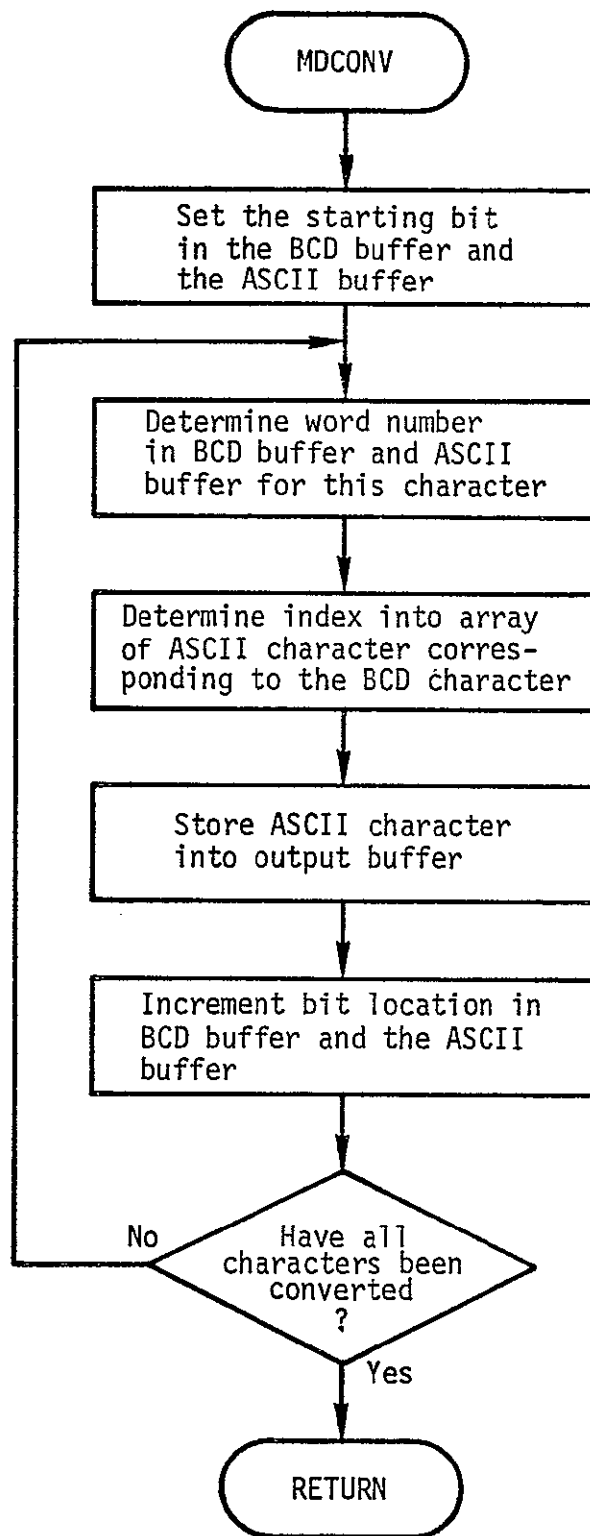 MDCONV
Set the starting bit
in the BCD buffer and
the ASCII buffer
Determine word number
in BCD buffer and ASCII
buffer for this character
Determine index into array
of ASCII character corres-
ponding to the BCD character
Store ASCII character
into output buffer
Increment bit location in
BCD buffer and the ASCII
buffer
No
Have all
characters been
converted
?
Yes
RETURN